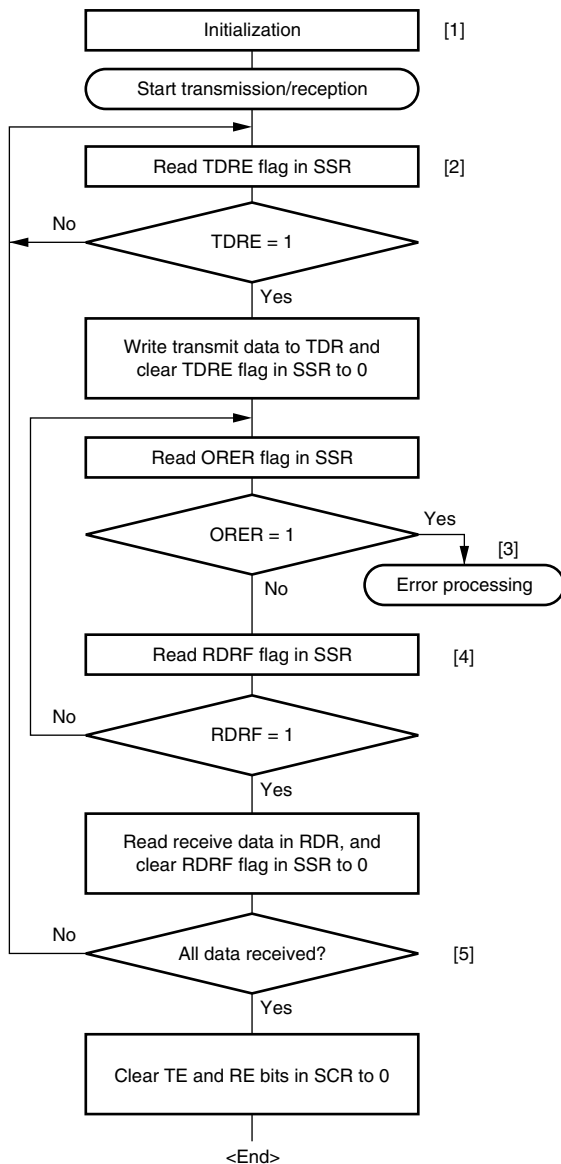 Initialization
[1]
Start transmission/reception
Read TDRE flag in SSR
[2]
No
TDRE = 1
Yes
Write transmit data to TDR and
clear TDRE flag in SSR to 0
Read ORER flag in SSR
Yes
ORER = 1
[3]
Error processing
No
Read RDRF flag in SSR
[4]
No
RDRF = 1
Yes
Read receive data in RDR, and
clear RDRF flag in SSR to 0
No
All data received?
[5]
Yes
Clear TE and RE bits in SCR to 0
<End>